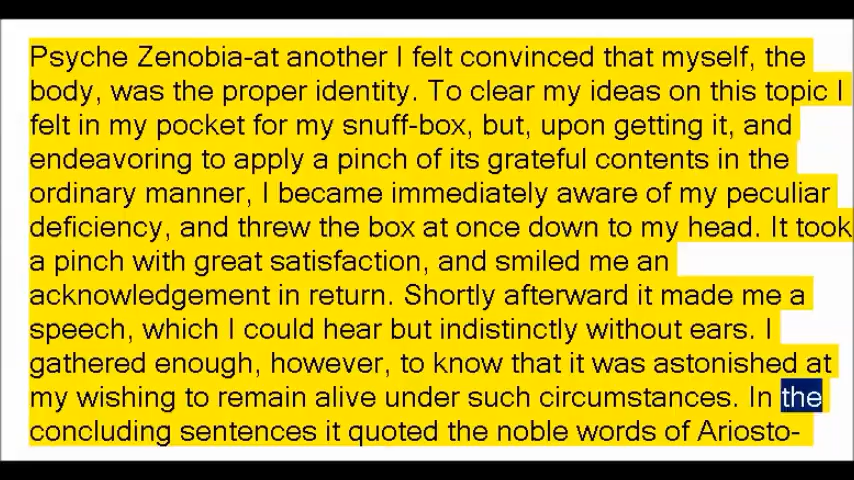 Psyche Zenobia-at another I felt convinced that myself, the
body, was the proper identity. To clear my ideas on this topic I
felt in my pocket for my snuff-box, but, upon getting it, and
endeavoring to apply a pinch of its grateful contents in the
ordinary manner, I became immediately aware of my peculiar
deficiency, and threw the box at once down to my head. It took
a pinch with great satisfaction, and smiled me an
acknowledgement in return. Shortly afterward it made me a
speech, which I could hear but indistinctly without ears. I
gathered enough, however, to know that it was astonished at
my wishing to remain alive under such circumstances. In the
concluding sentences it quoted the noble words of Ariosto-